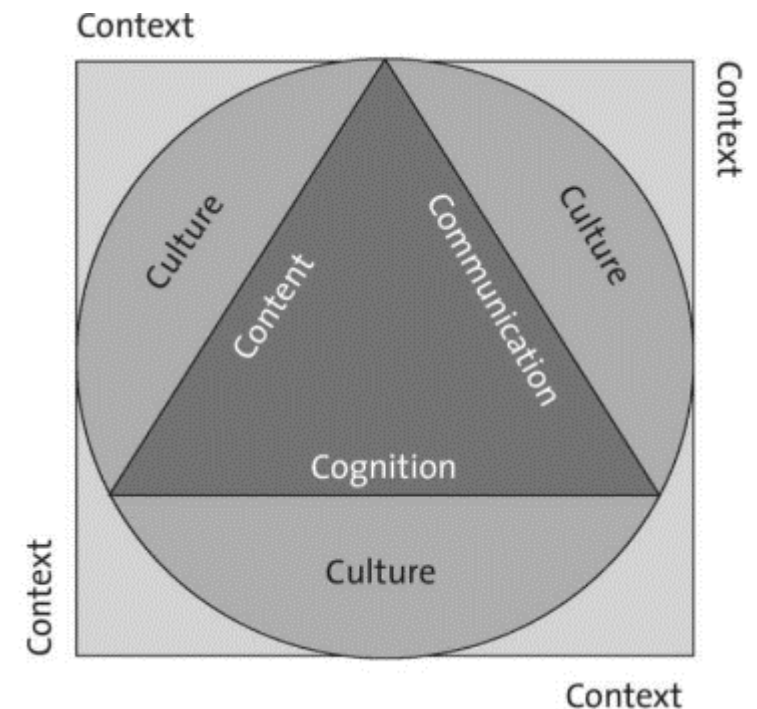 Context
Context
Culture
Culture
Content
Communication
Cognition
Culture
Context
Context